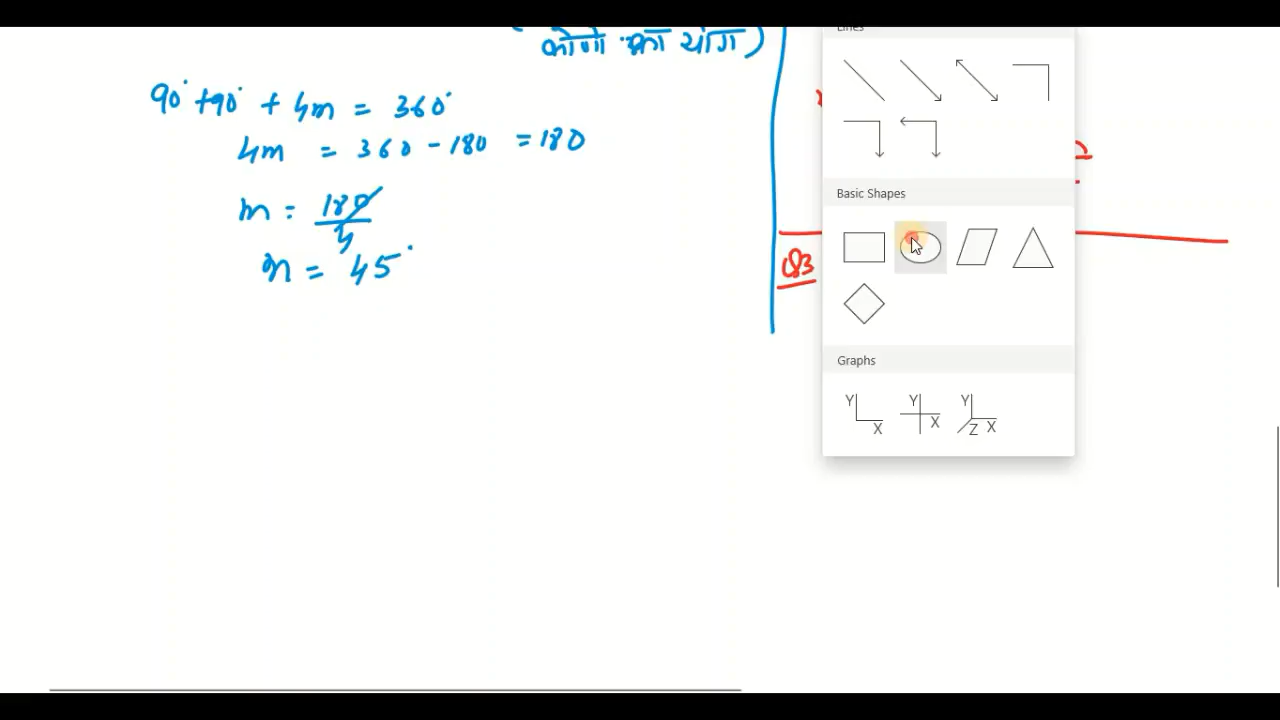 कोणो का योग)
90° + 90° + 4m = 360°
4m = 360 - 180 = 180
m = 180
4
x = 45°
Q3
Lines
Basic Shapes
Graphs
Y
X
Y
X
Y
Z
X